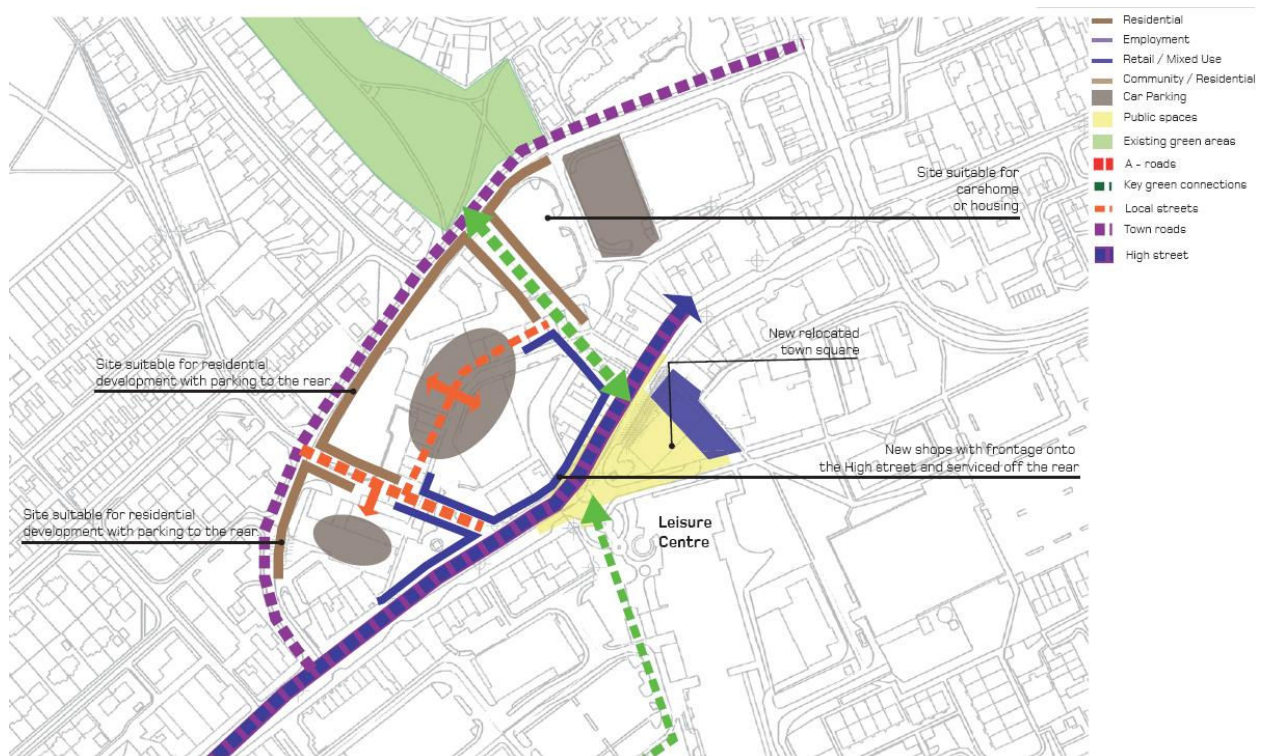 Residential
Employment
Retail / Mixed Use
Community / Residential
Car Parking
Public spaces
Existing green areas
A - roads
Key green connections
Local streets
Town roads
High street
Site suitable for
carehome
or housing
New relocated
town square
Site suitable for residential
development with parking to the rear.
New shops with frontage onto
the High street and serviced off the rear
Site suitable for residential
development with parking to the rear.
Leisure
Centre